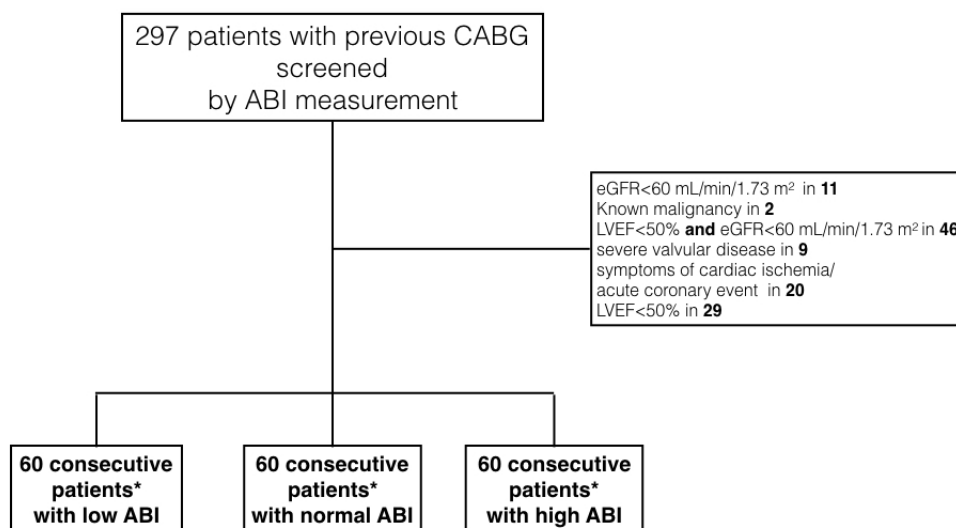 297 patients with previous CABG
screened
by ABI measurement
eGFR<60 mL/min/1.73 m² in 11
Known malignancy in 2
LVEF<50% and eGFR<60 mL/min/1.73 m² in 46
severe valvular disease in 9
symptoms of cardiac ischemia/
acute coronary event in 20
LVEF<50% in 29
60 consecutive
patients*
with low ABI
60 consecutive
patients*
with normal ABI
60 consecutive
patients*
with high ABI